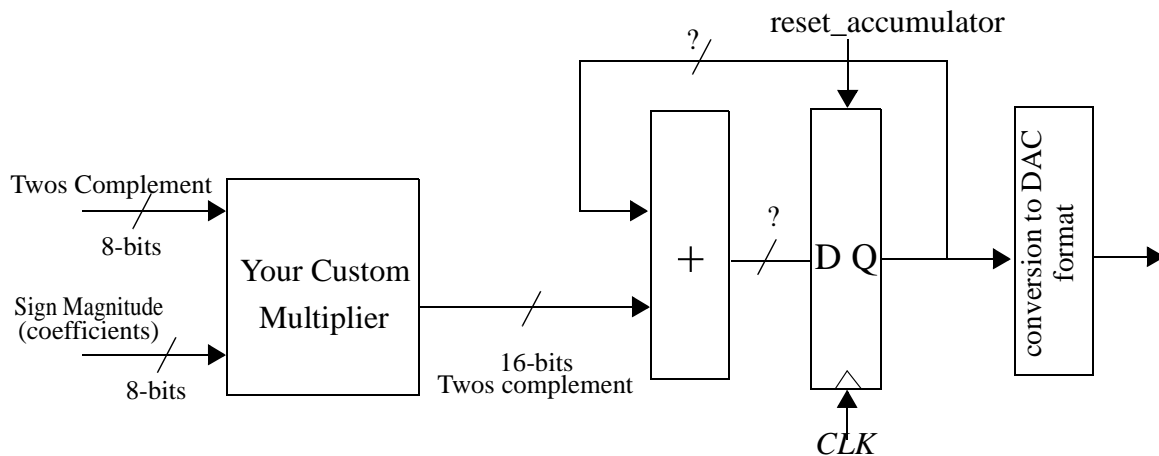 reset_accumulator
?
Twos Complement
8-bits
Your Custom
Multiplier
Sign Magnitude
(coefficients)
8-bits
16-bits
Twos complement
+
?
D Q
CLK
conversion to DAC
format